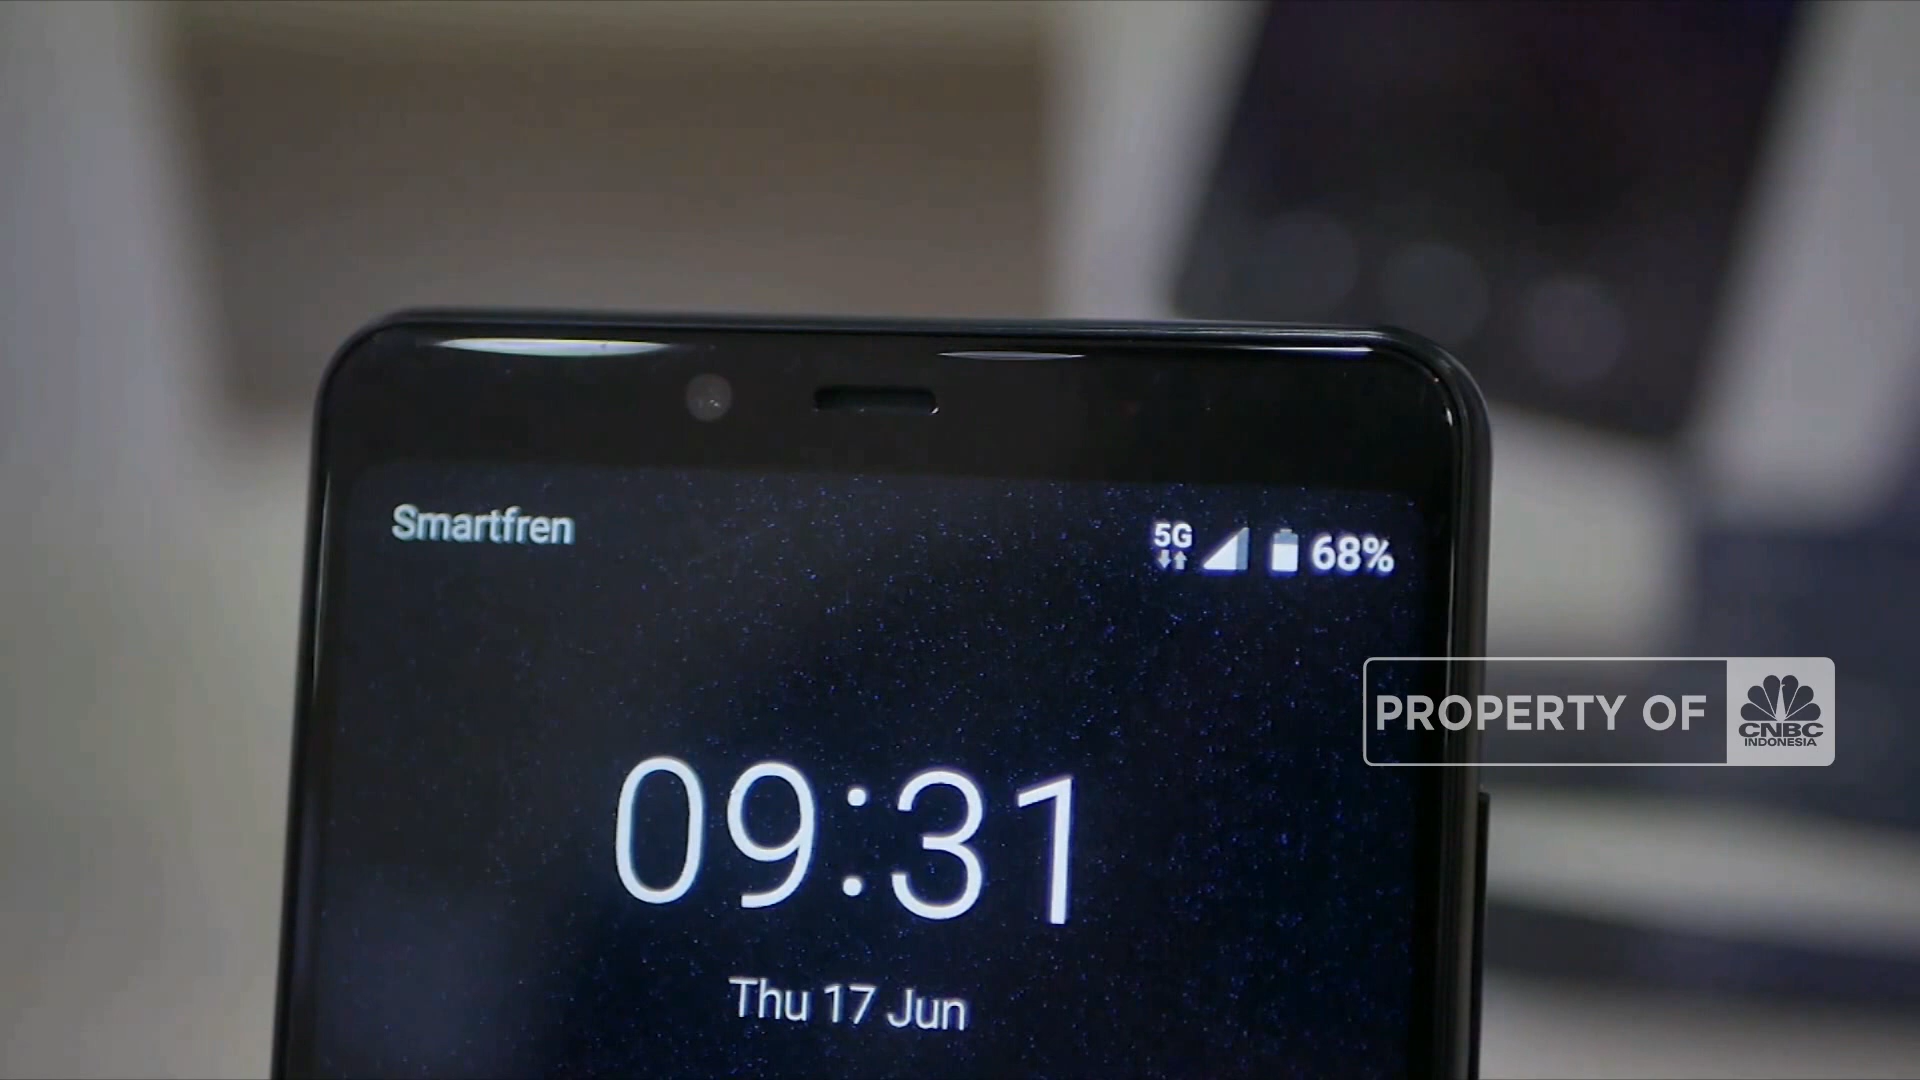 Smartfren
5G 68%
PROPERTY OF CNBC INDONESIA
09:31
Thu 17 Jun